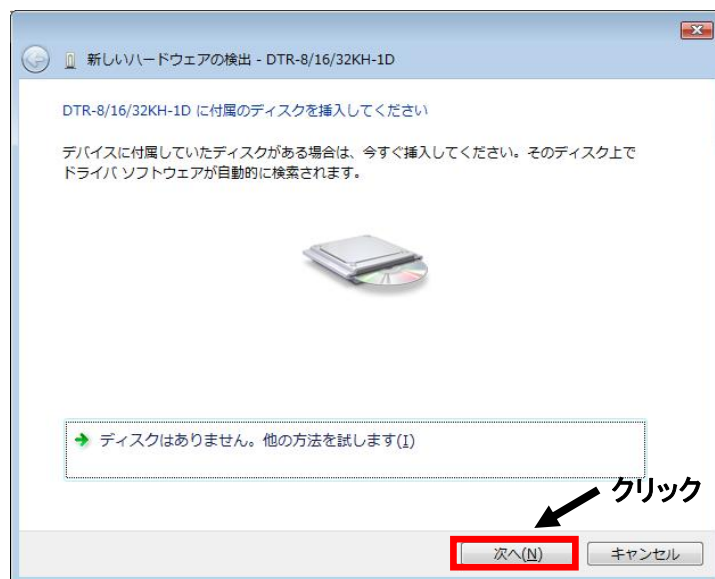 新しいハードウェアの検出 - DTR-8/16/32KH-1D
DTR-8/16/32KH-1D に付属のディスクを挿入してください
デバイスに付属していたディスクがある場合は、今すぐ挿入してください。そのディスク上で
ドライバ ソフトウェアが自動的に検索されます。
ディスクはありません。他の方法を試します(I)
クリック
次へ(N)
キャンセル